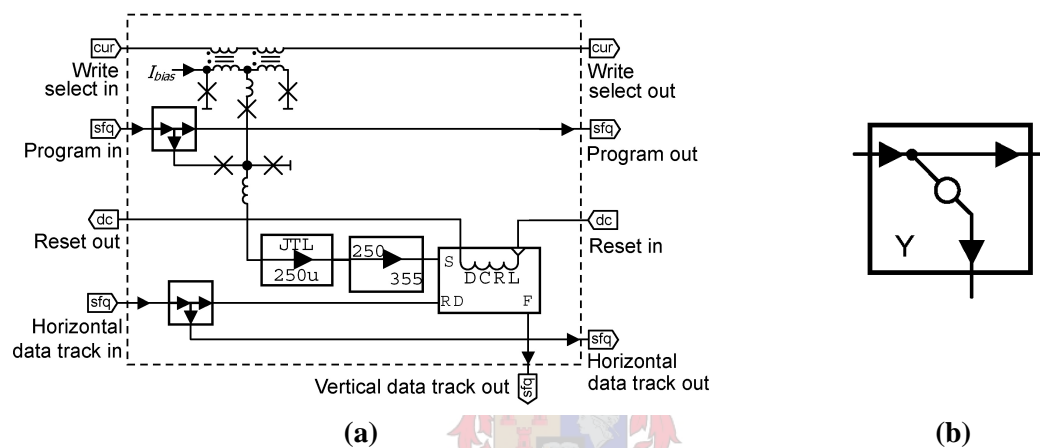 cur
Write
select in
I_bias
cur
Write
select out
sfq
Program in
sfq
Program out
dc
Reset out
dc
Reset in
JTL
250u
250
355
S
DCRL
RD
F
sfq
Horizontal
data track in
sfq
Horizontal
data track out
Vertical data track out
sfq
Y
(a)
(b)